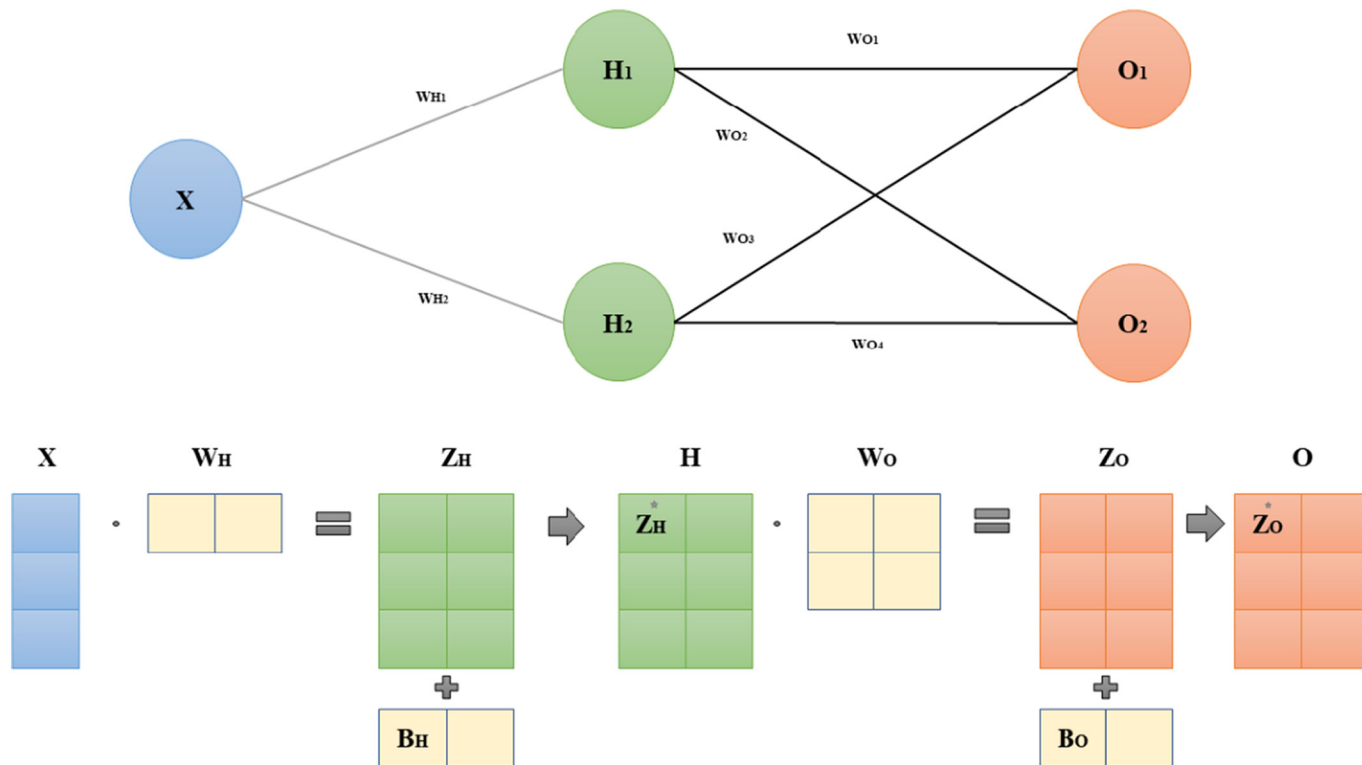 H1
WO1
O1
WH1
WO2
X
WO3
WH2
H2
WO4
O2
X WH ZH H WO ZO O
· = * ZH · = * ZO
+ +
BH BO